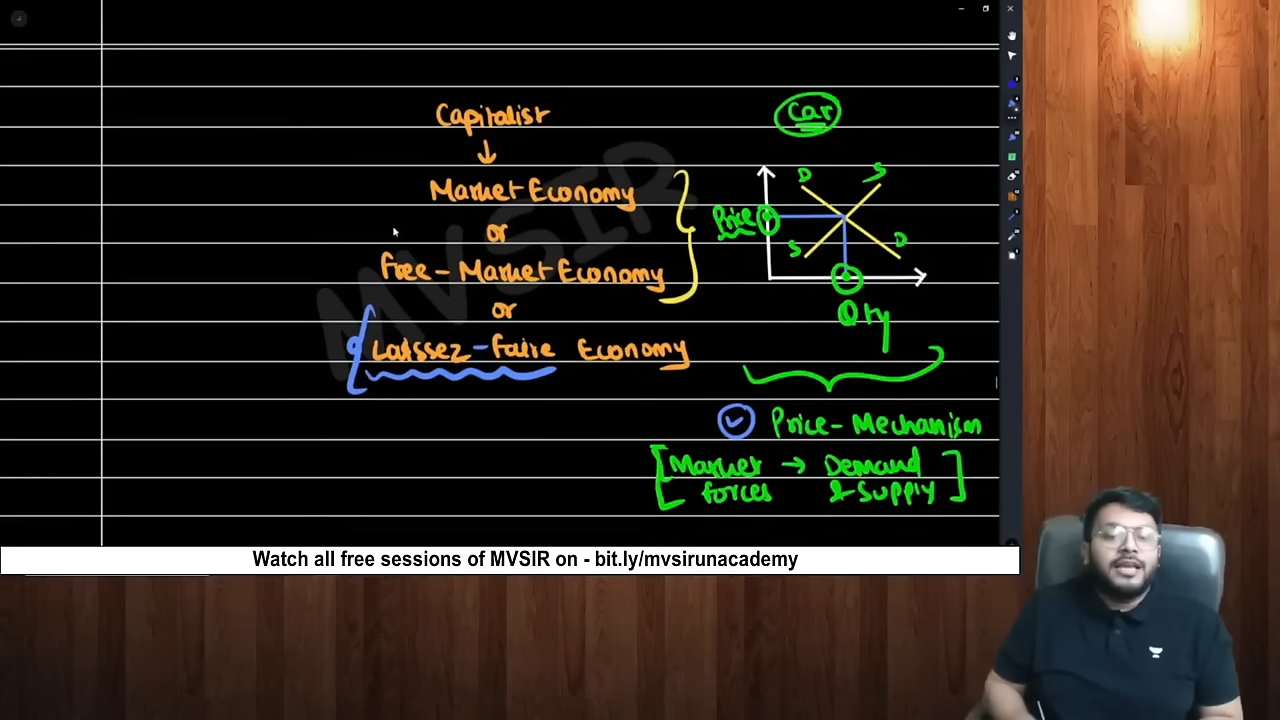 Capitalist
↓
Market Economy
or
Free-Market Economy
or
Laissez-faire Economy
Car
D S
Price
S D
Qty
Price-Mechanism
[Market → Demand
forces & Supply]
MVSIR
Watch all free sessions of MVSIR on - bit.ly/mvsirunacademy